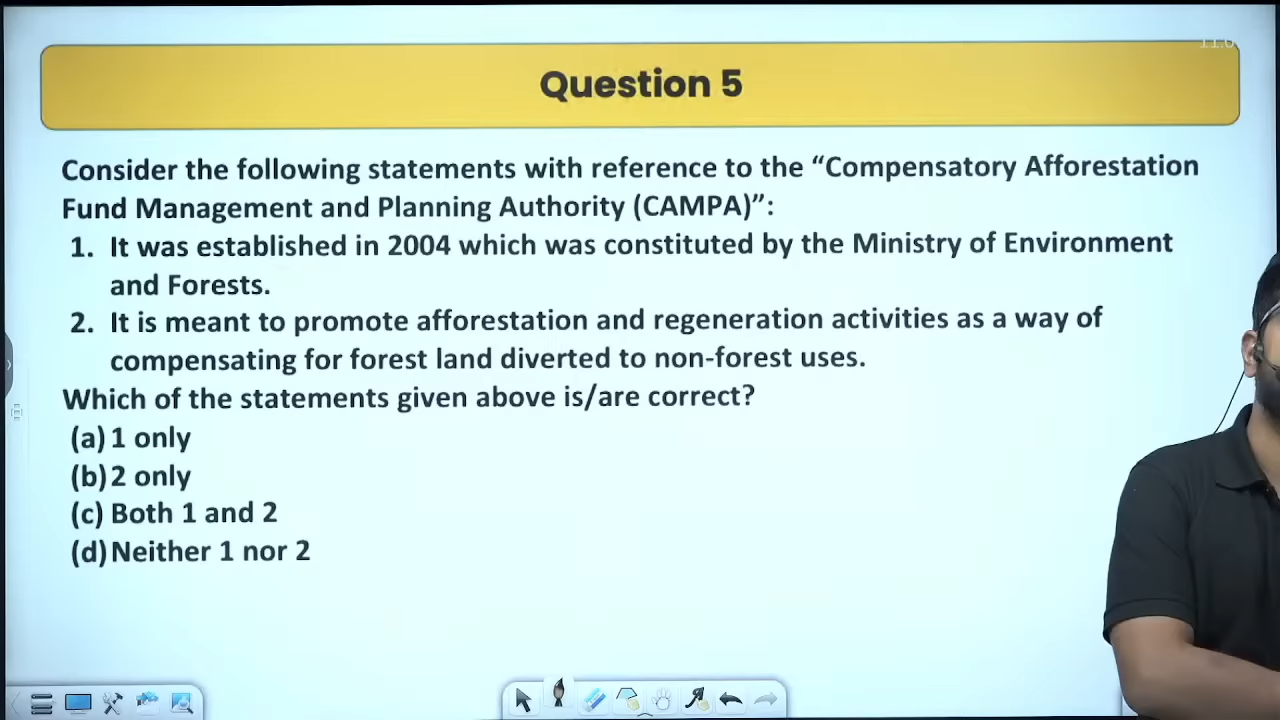 Question 5
Consider the following statements with reference to the “Compensatory Afforestation
Fund Management and Planning Authority (CAMPA)”:
1. It was established in 2004 which was constituted by the Ministry of Environment
and Forests.
2. It is meant to promote afforestation and regeneration activities as a way of
compensating for forest land diverted to non-forest uses.
Which of the statements given above is/are correct?
(a) 1 only
(b) 2 only
(c) Both 1 and 2
(d) Neither 1 nor 2